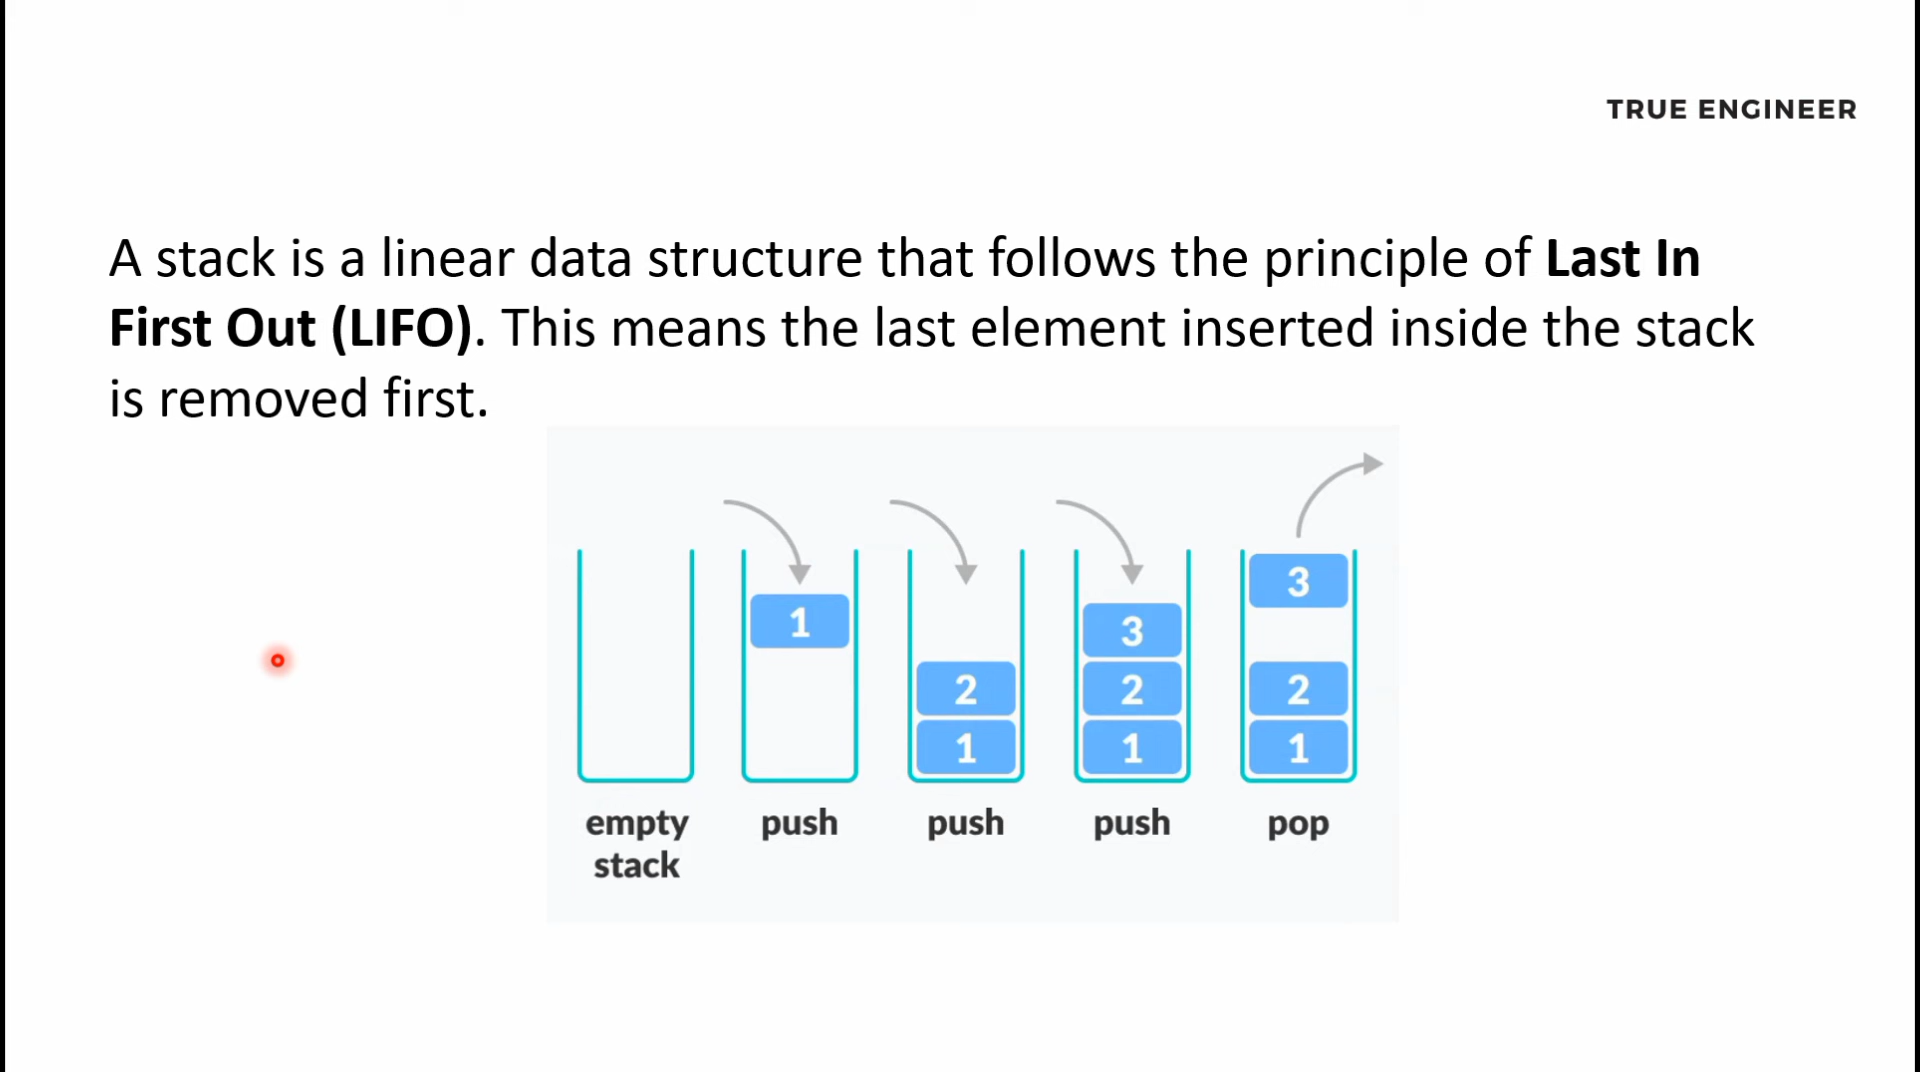 TRUE ENGINEER
A stack is a linear data structure that follows the principle of Last In
First Out (LIFO). This means the last element inserted inside the stack
is removed first.
1
2
1
3
2
1
3
2
1
empty
stack
push
push
push
pop